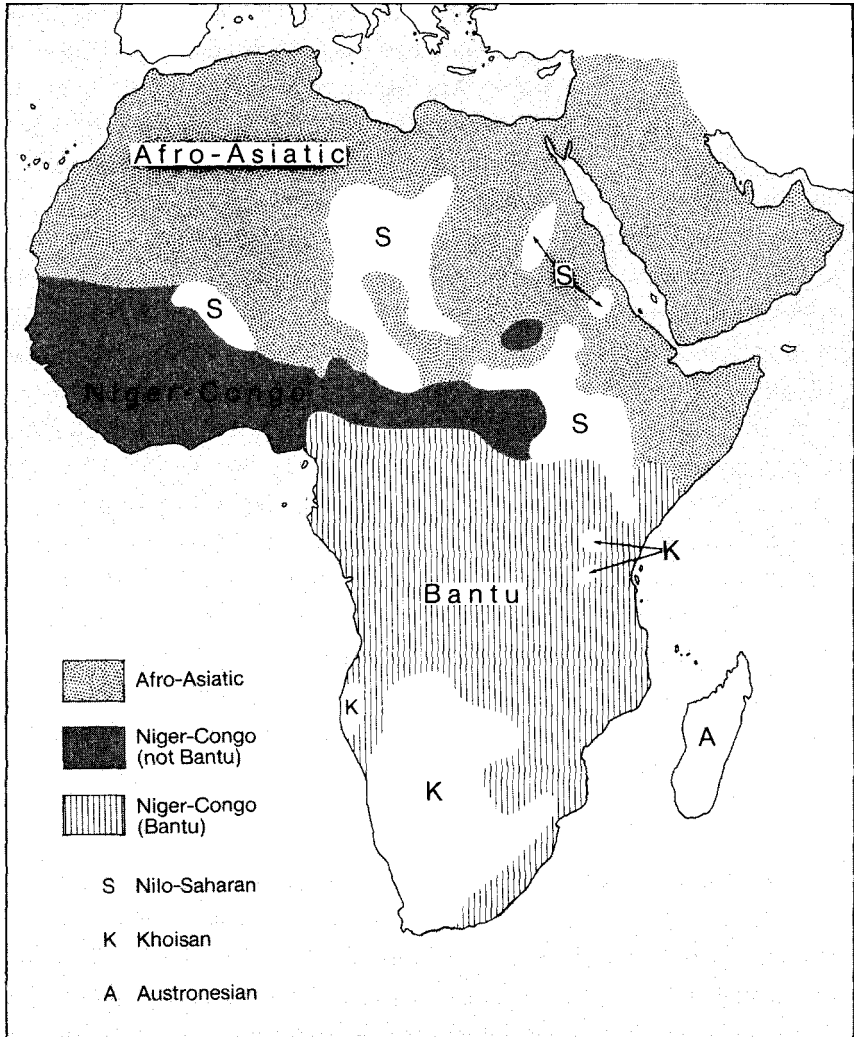 Afro-Asiatic
S
S
S
Niger-Congo
S
K
Bantu
K
A
K
Afro-Asiatic
Niger-Congo
(not Bantu)
Niger-Congo
(Bantu)
S Nilo-Saharan
K Khoisan
A Austronesian